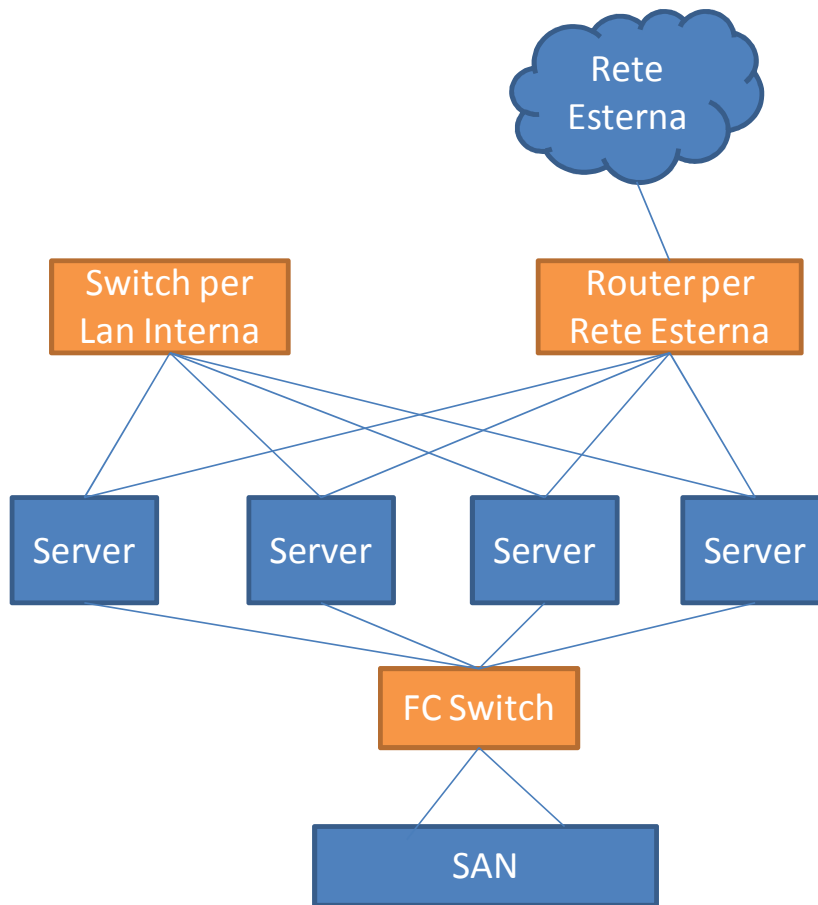 Rete
Esterna
Switch per
Lan Interna
Router per
Rete Esterna
Server
Server
Server
Server
FC Switch
SAN